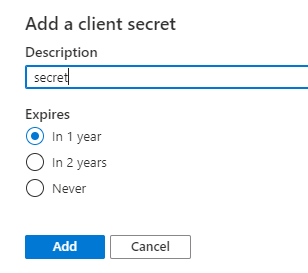 Add a client secret
Description
secret
Expires
In 1 year
In 2 years
Never
Add Cancel